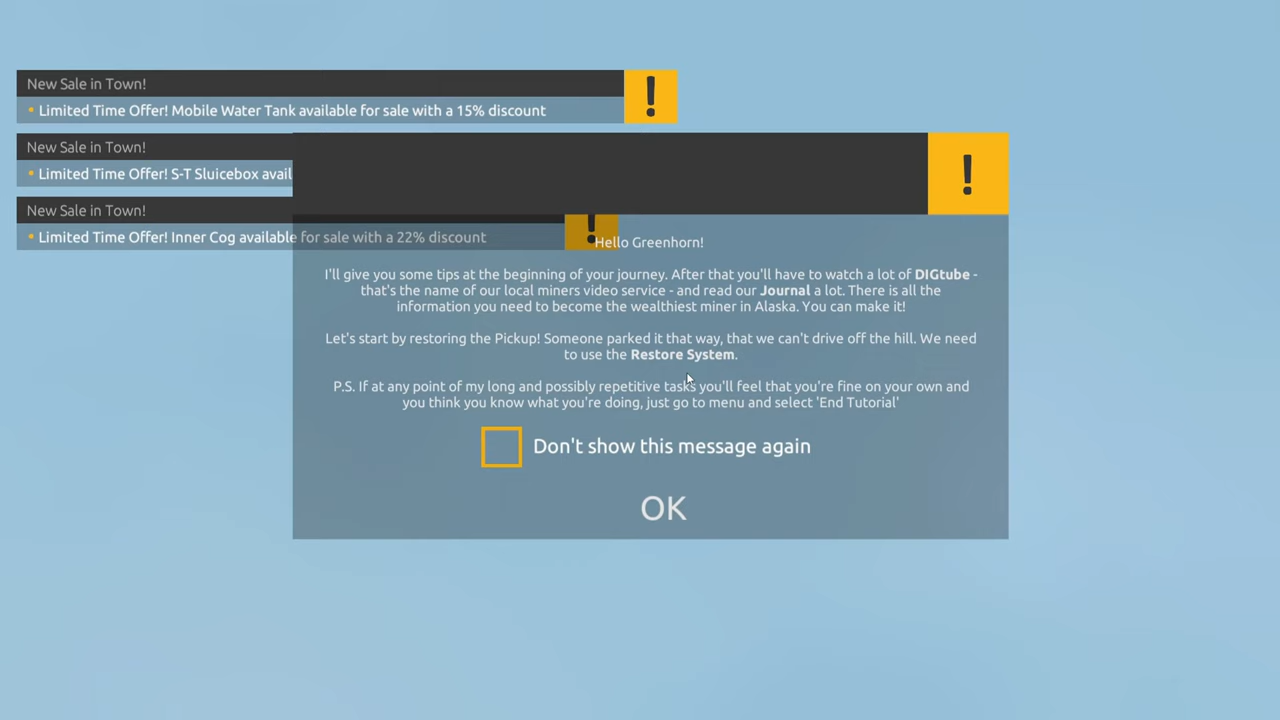 New Sale in Town!
• Limited Time Offer! Mobile Water Tank available for sale with a 15% discount
New Sale in Town!
• Limited Time Offer! S-T Sluicebox avail
New Sale in Town!
• Limited Time Offer! Inner Cog available for sale with a 22% discount
Hello Greenhorn!
I'll give you some tips at the beginning of your journey. After that you'll have to watch a lot of DIGtube -
that's the name of our local miners video service - and read our Journal a lot. There is all the
information you need to become the wealthiest miner in Alaska. You can make it!
Let's start by restoring the Pickup! Someone parked it that way, that we can't drive off the hill. We need
to use the Restore System.
P.S. If at any point of my long and possibly repetitive tasks you'll feel that you're fine on your own and
you think you know what you're doing, just go to menu and select 'End Tutorial'
Don't show this message again
OK